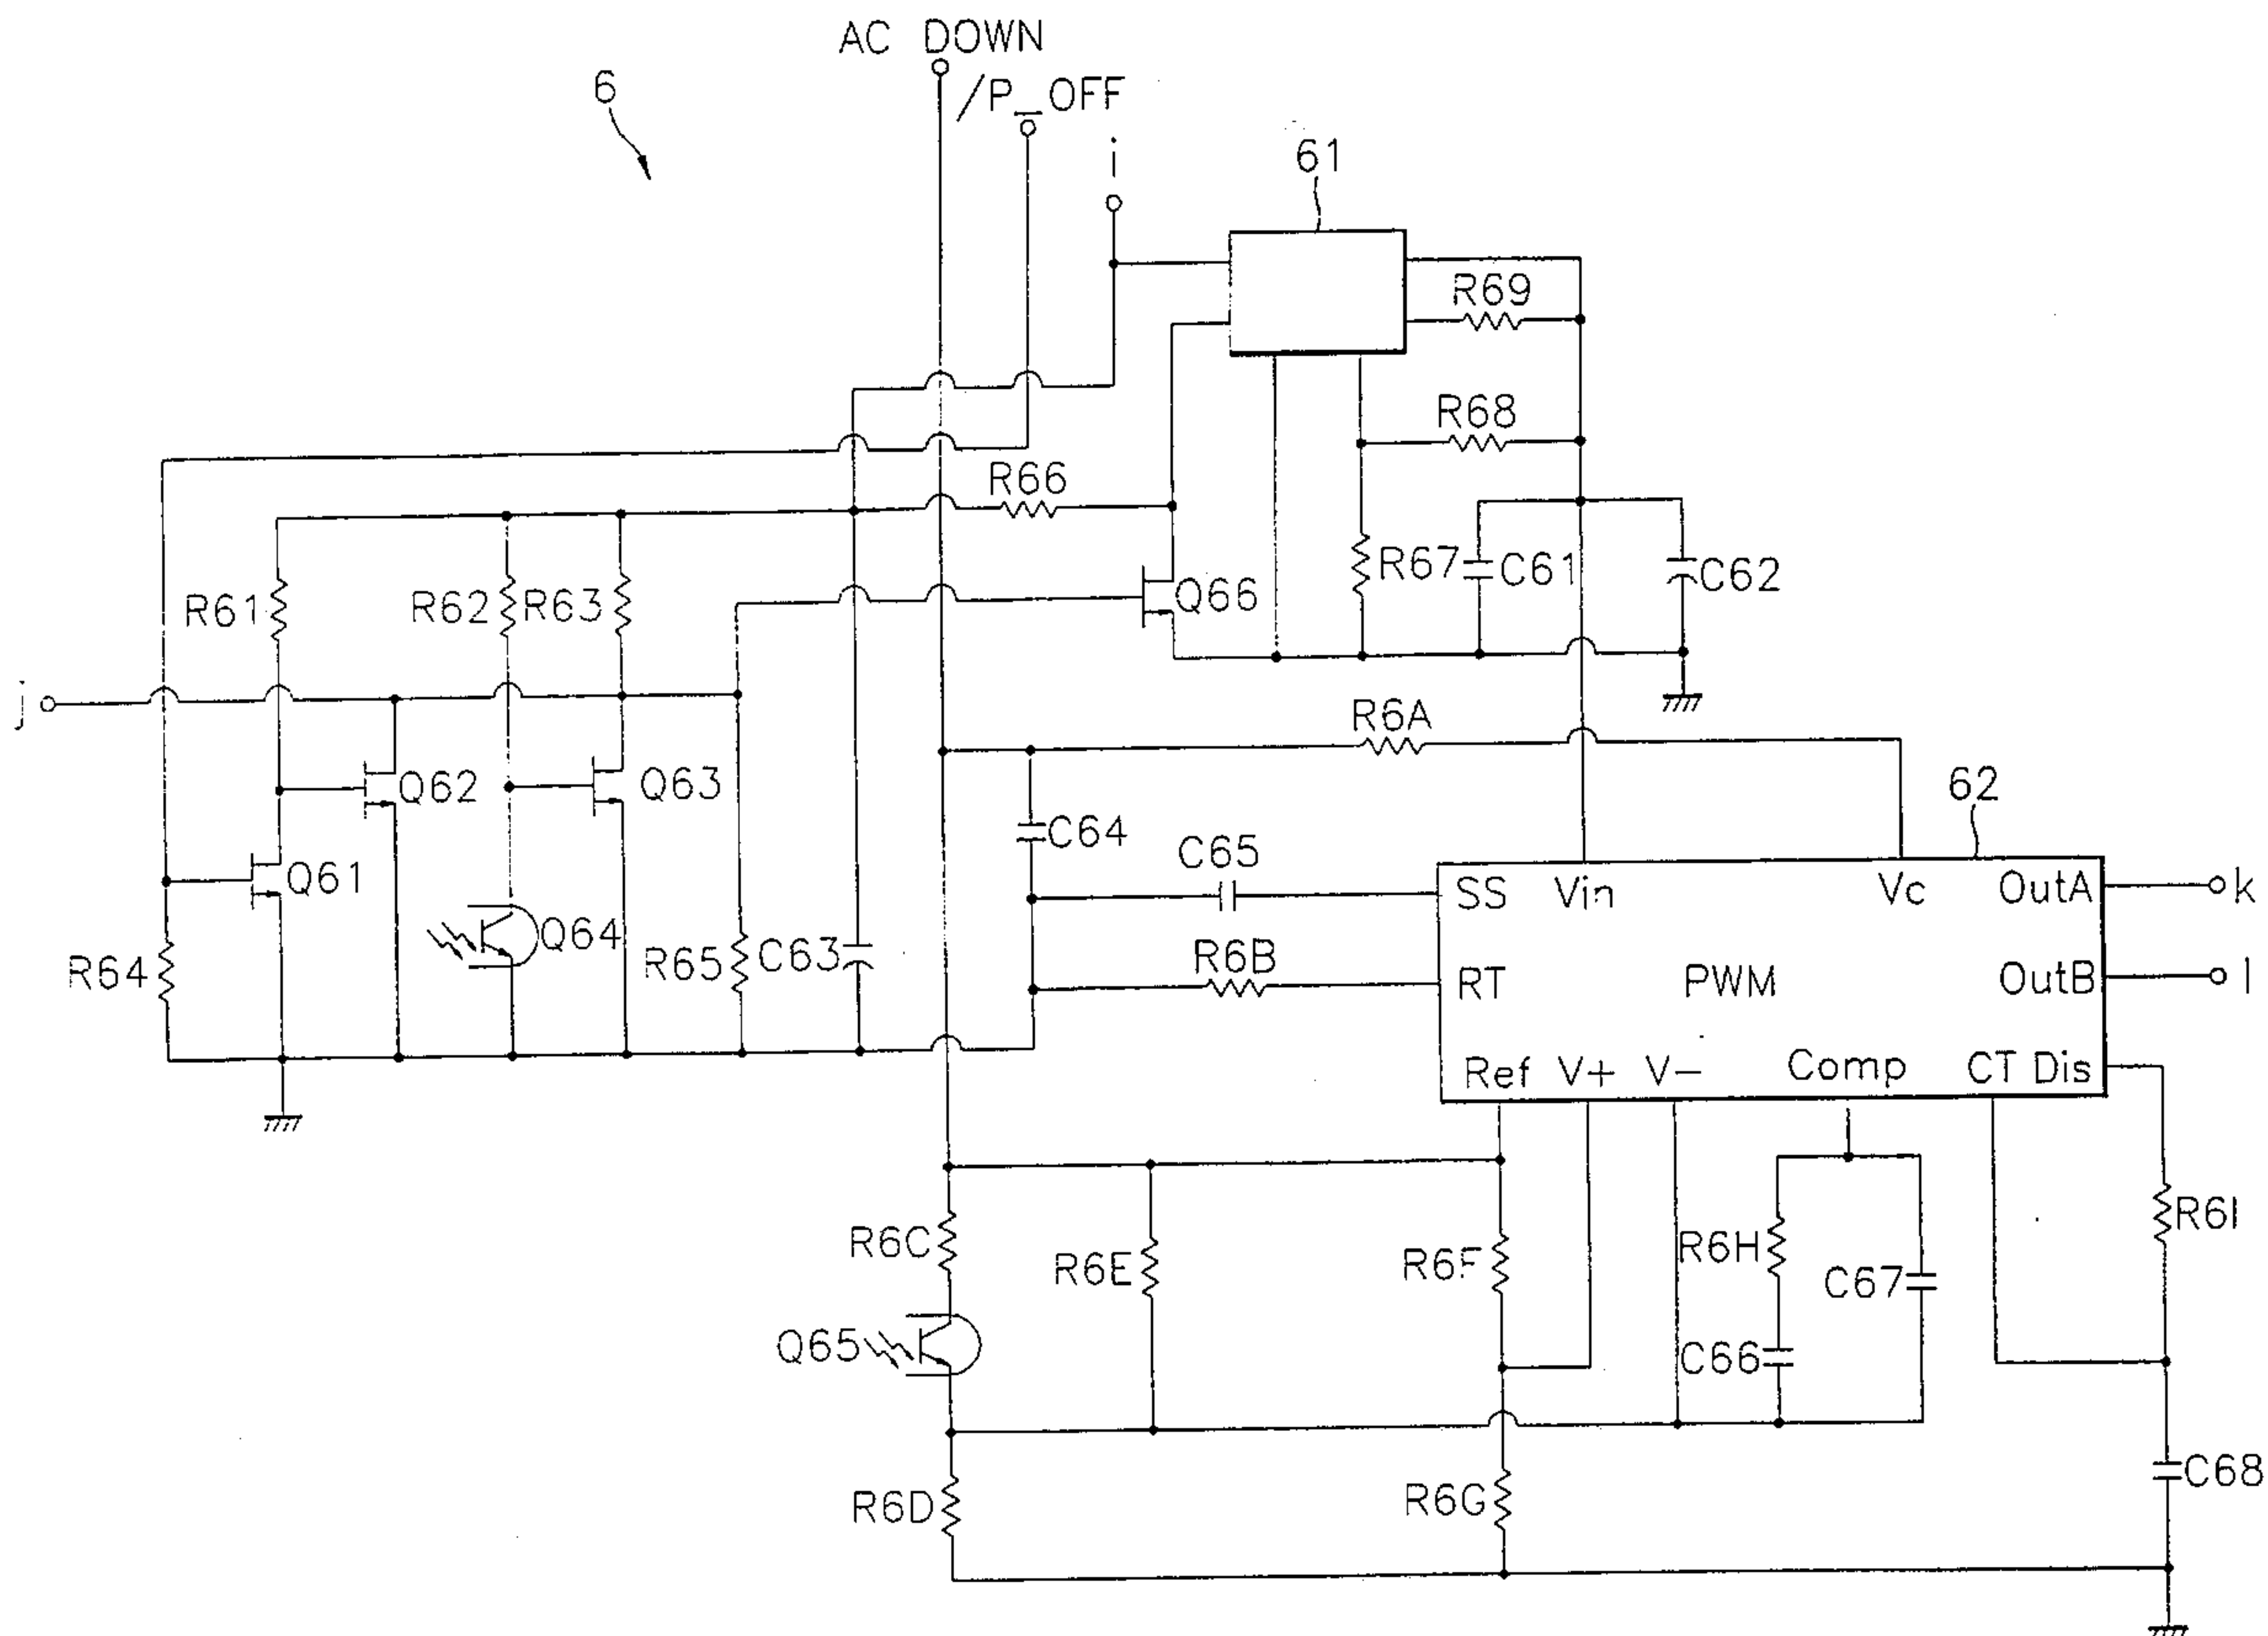 AC DOWN
/P_OFF
6
i
61
R69
R68
R66
R61
R62
R63
Q66
R67
C61
C62
j
R6A
Q62
Q63
62
C64
C65
Q61
SS
Vin
Vc
OutA
k
Q64
R64
R65
C63
R6B
RT
PWM
OutB
l
Ref
V+
V-
Comp
CT
Dis
R6C
R6E
R6F
R6H
C67
R6I
Q65
C66
R6D
R6G
C68